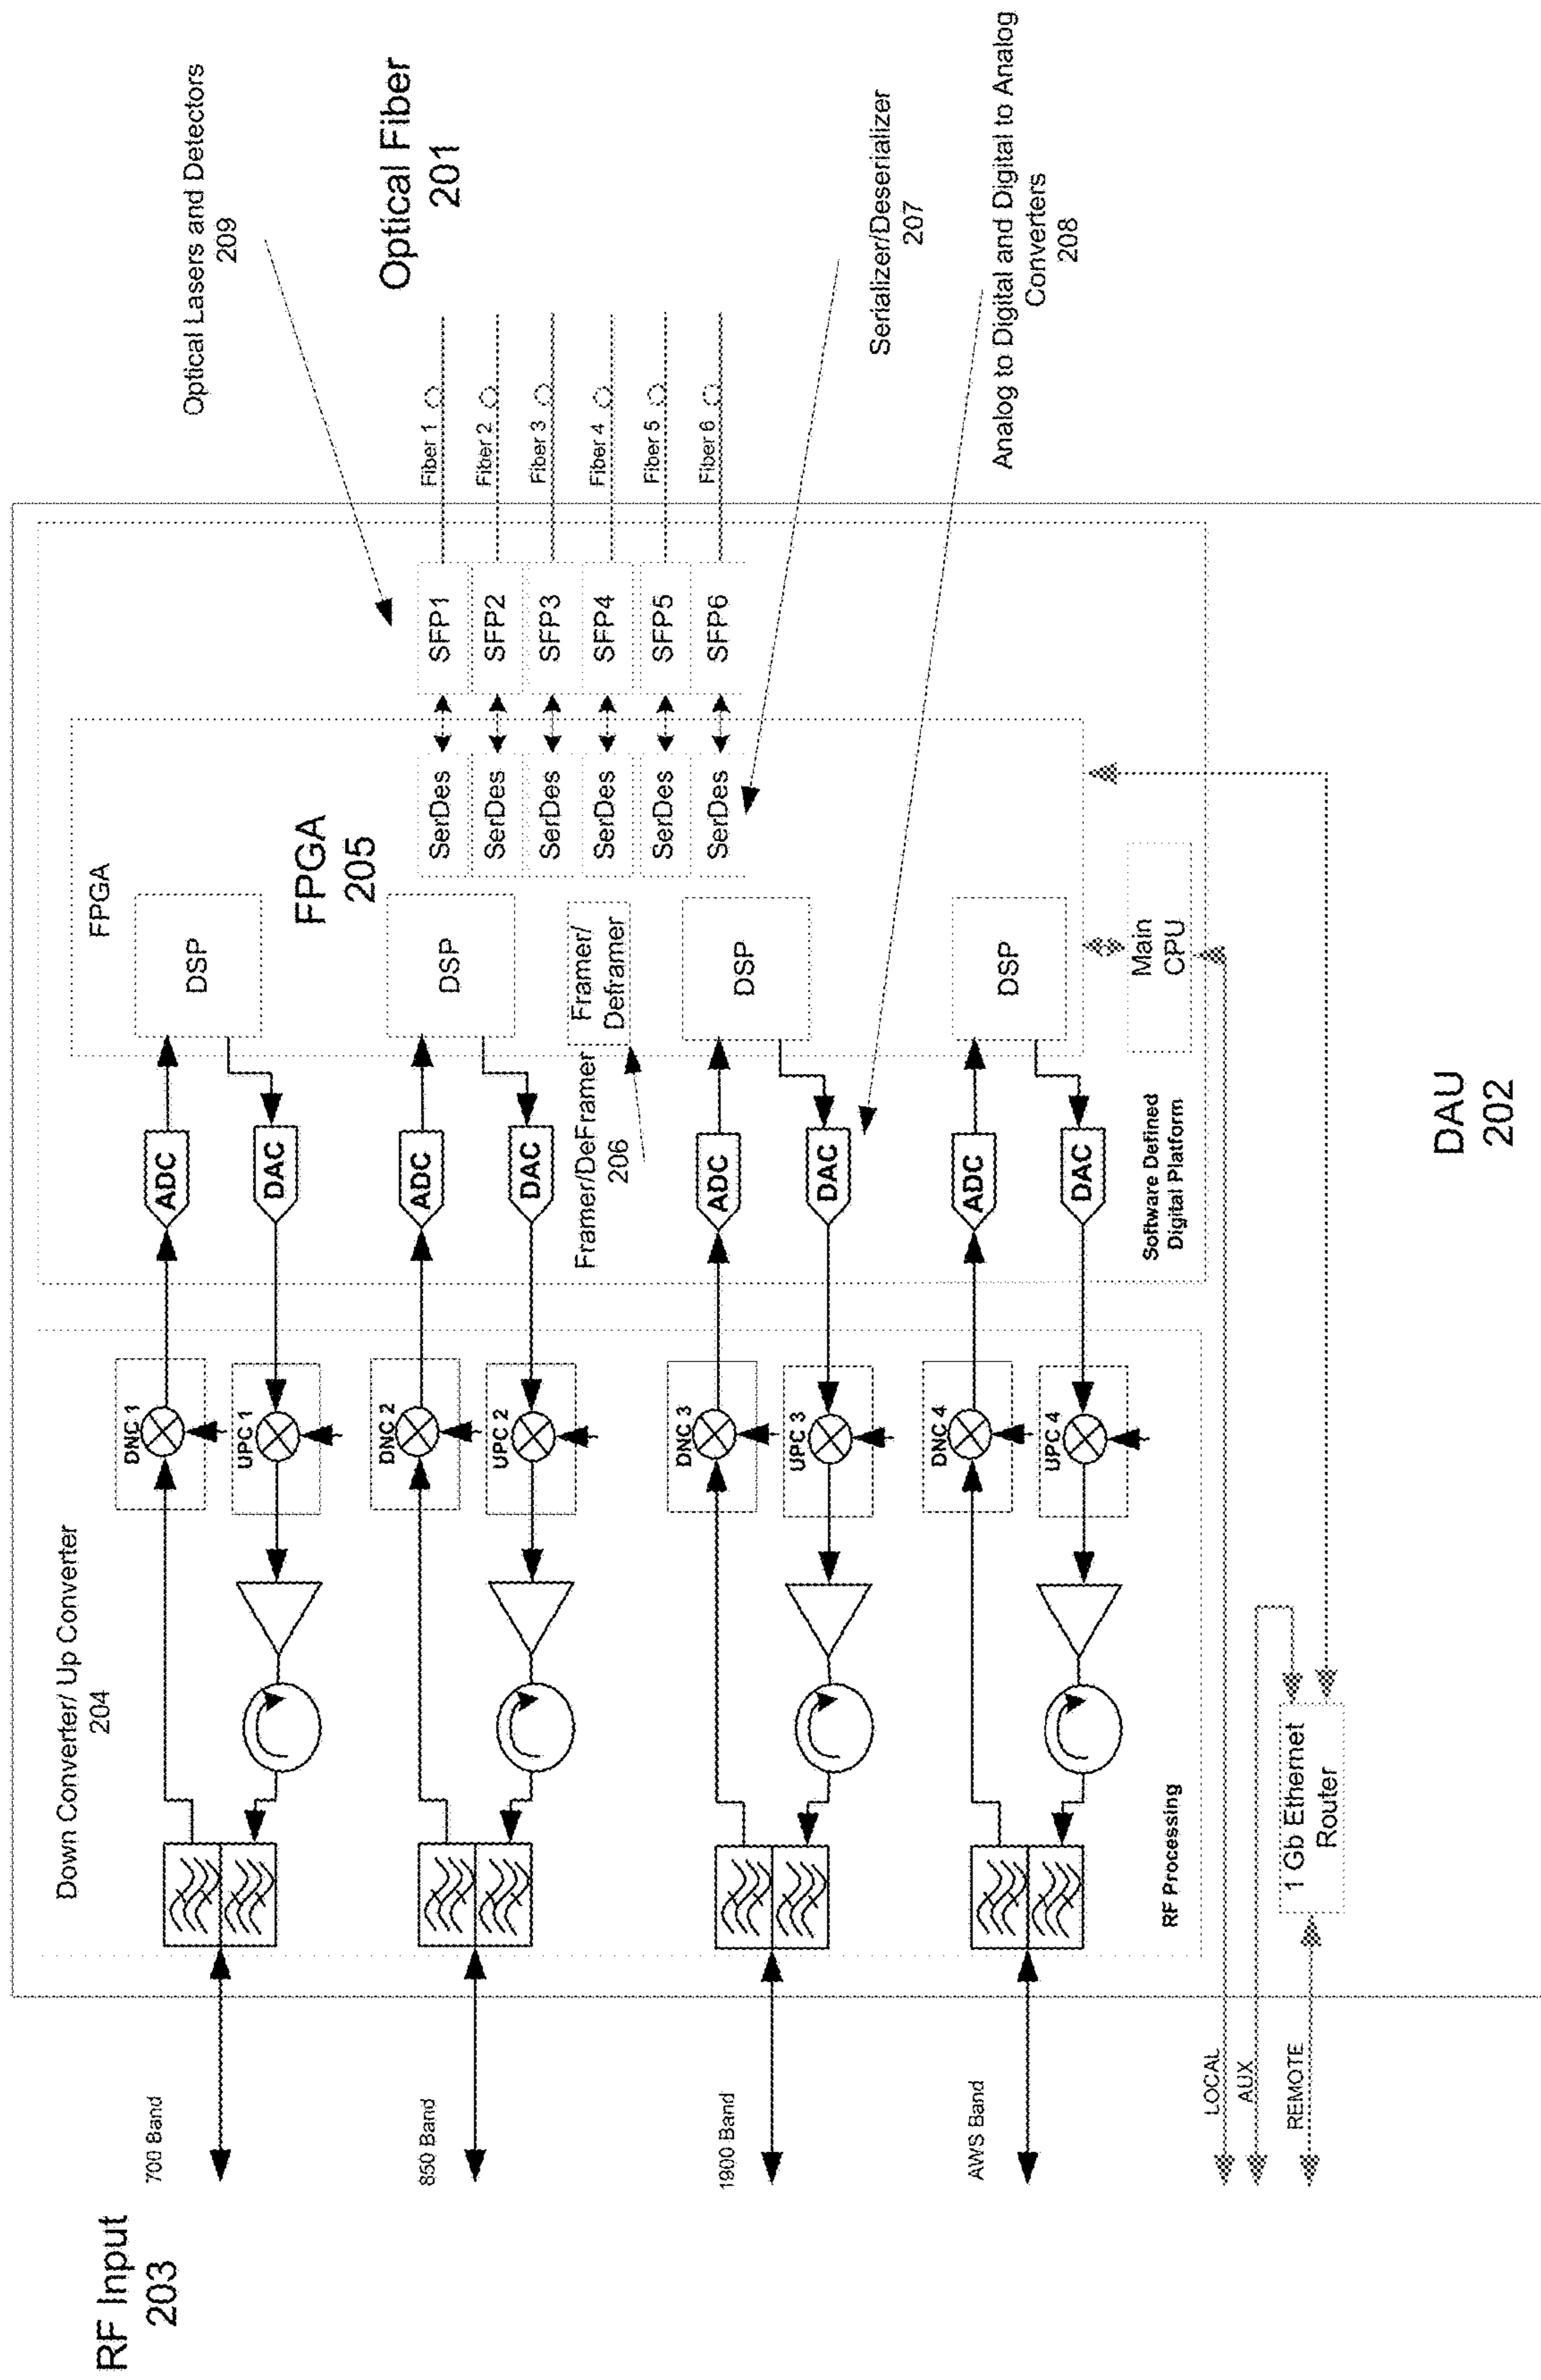 RF Input
203
700 Band
850 Band
1900 Band
AWS Band
LOCAL
AUX
REMOTE
Down Converter/ Up Converter
204
DNC 1
UPC 1
DNC 2
UPC 2
DNC 3
UPC 3
DNC 4
UPC 4
RF Processing
1 Gb Ethernet
Router
ADC
DAC
ADC
DAC
Framer/DeFramer
206
ADC
DAC
ADC
DAC
Software Defined
Digital Platform
FPGA
DSP
FPGA
205
DSP
Framer/
Deframer
DSP
DSP
Main
CPU
SerDes
SerDes
SerDes
SerDes
SerDes
SerDes
SFP1
SFP2
SFP3
SFP4
SFP5
SFP6
Fiber 1
Fiber 2
Fiber 3
Fiber 4
Fiber 5
Fiber 6
Optical Lasers and Detectors
209
Optical Fiber
201
Serializer/Deserializer
207
Analog to Digital and Digital to Analog
Converters
208
DAU
202